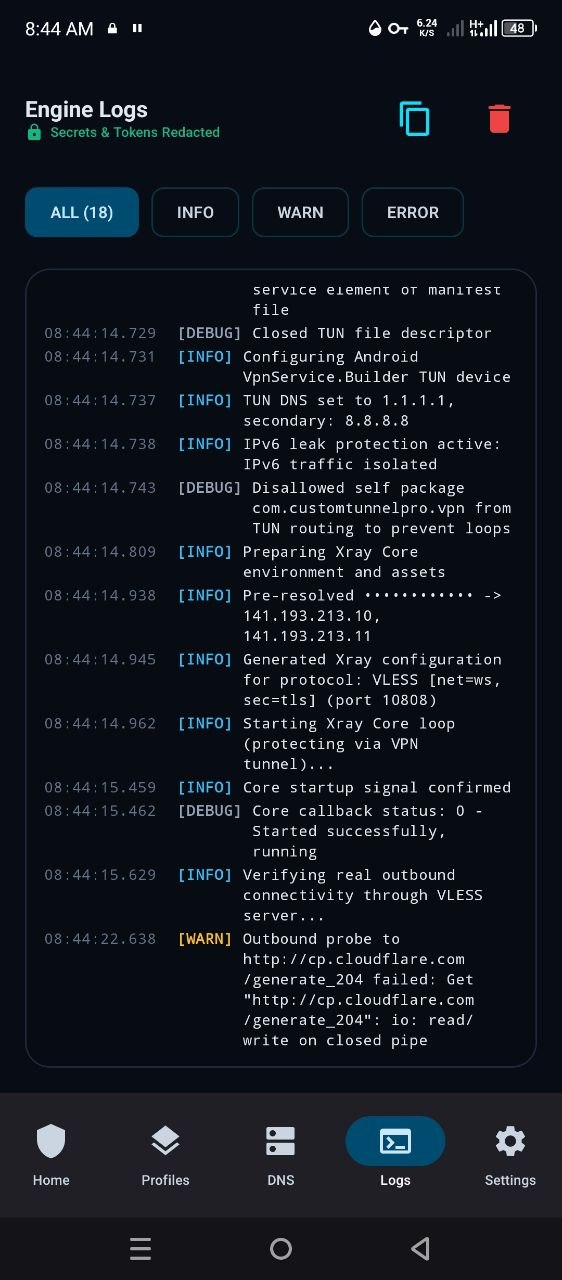 8:44 AM
6.24
K/S
H+
48
Engine Logs
Secrets & Tokens Redacted
ALL (18)
INFO
WARN
ERROR
service element of manifest
file
08:44:14.729 [DEBUG] Closed TUN file descriptor
08:44:14.731 [INFO] Configuring Android
VpnService.Builder TUN device
08:44:14.737 [INFO] TUN DNS set to 1.1.1.1,
secondary: 8.8.8.8
08:44:14.738 [INFO] IPv6 leak protection active:
IPv6 traffic isolated
08:44:14.743 [DEBUG] Disallowed self package
com.customtunnelpro.vpn from
TUN routing to prevent loops
08:44:14.809 [INFO] Preparing Xray Core
environment and assets
08:44:14.938 [INFO] Pre-resolved •••••••••••• ->
141.193.213.10,
141.193.213.11
08:44:14.945 [INFO] Generated Xray configuration
for protocol: VLESS [net=ws,
sec=tls] (port 10808)
08:44:14.962 [INFO] Starting Xray Core loop
(protecting via VPN
tunnel)...
08:44:15.459 [INFO] Core startup signal confirmed
08:44:15.462 [DEBUG] Core callback status: 0 -
Started successfully,
running
08:44:15.629 [INFO] Verifying real outbound
connectivity through VLESS
server...
08:44:22.638 [WARN] Outbound probe to
http://cp.cloudflare.com
/generate_204 failed: Get
"http://cp.cloudflare.com
/generate_204": io: read/
write on closed pipe
Home
Profiles
DNS
Logs
Settings